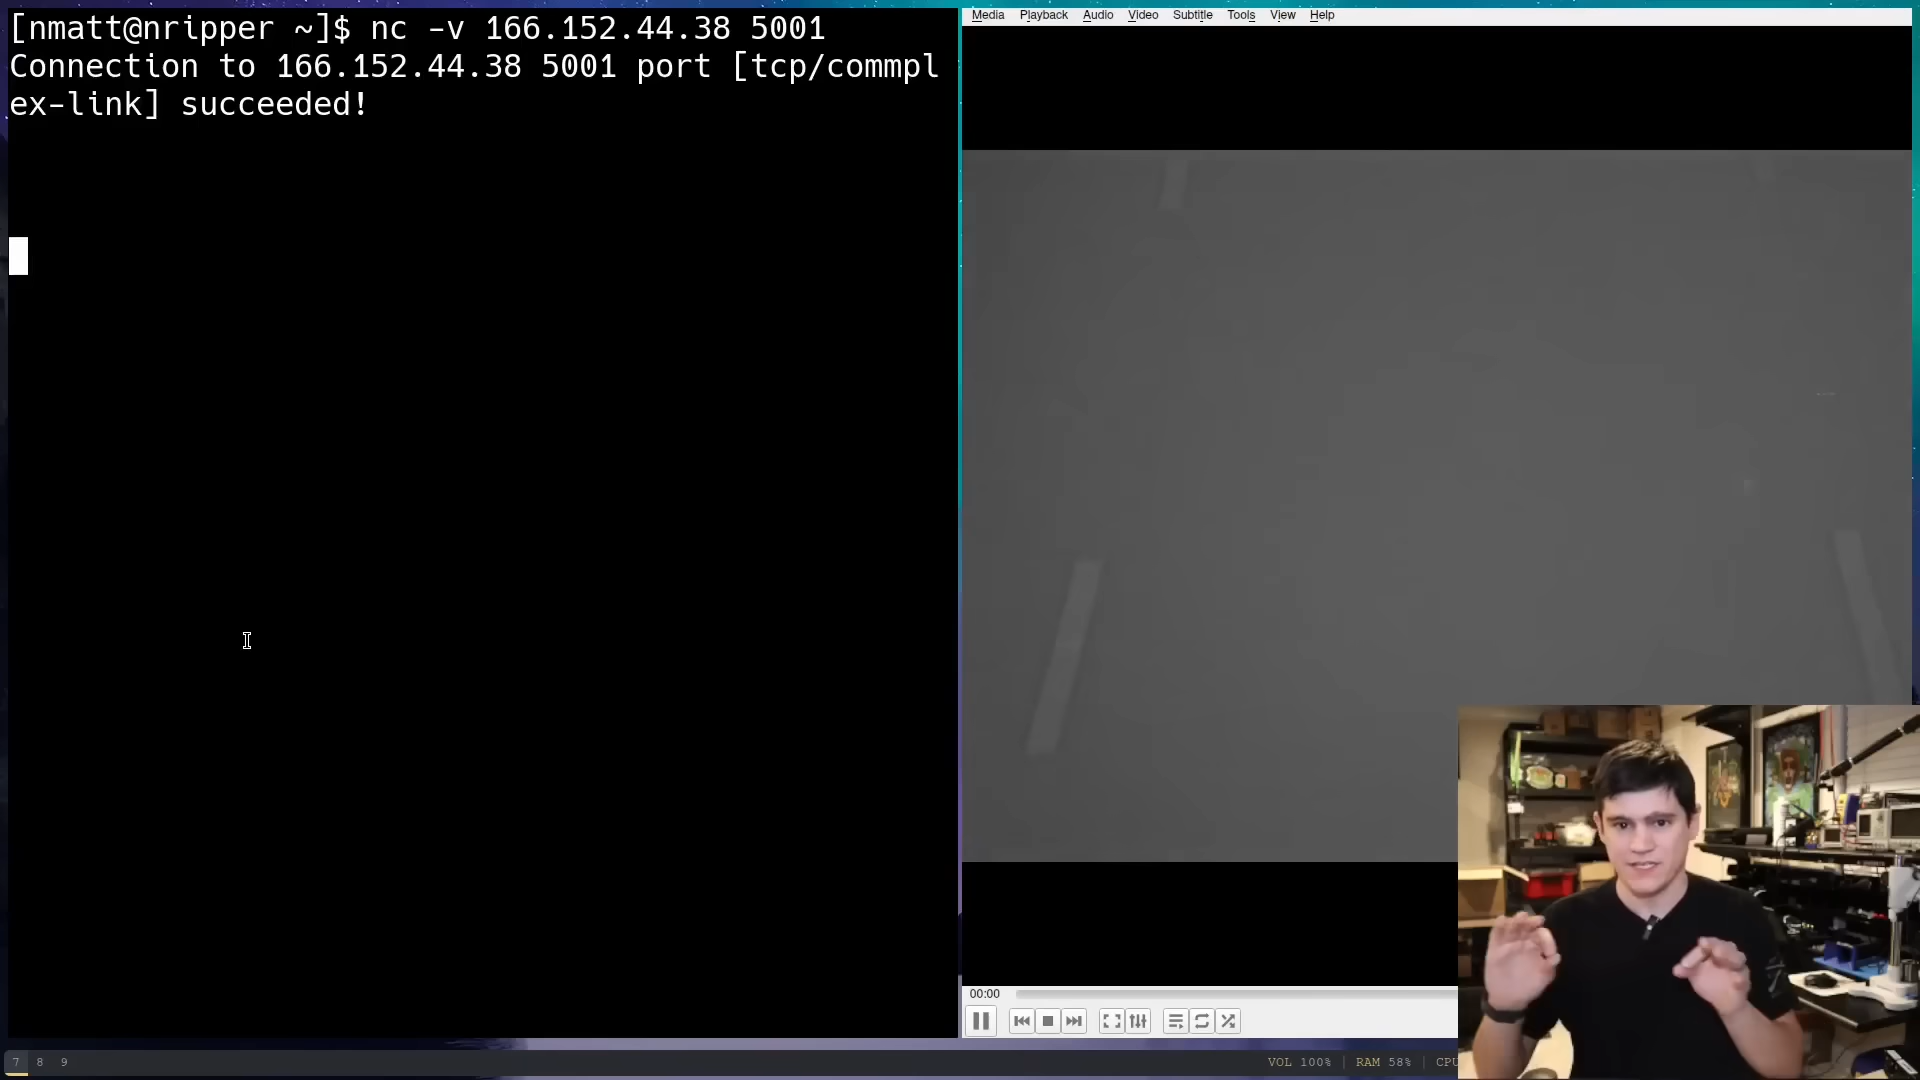 [nmatt@nripper ~]$ nc -v 166.152.44.38 5001
Connection to 166.152.44.38 5001 port [tcp/commpl
ex-link] succeeded!
Media Playback Audio Video Subtitle Tools View Help
00:00
7 8 9
VOL 100% | RAM 58% | CPU